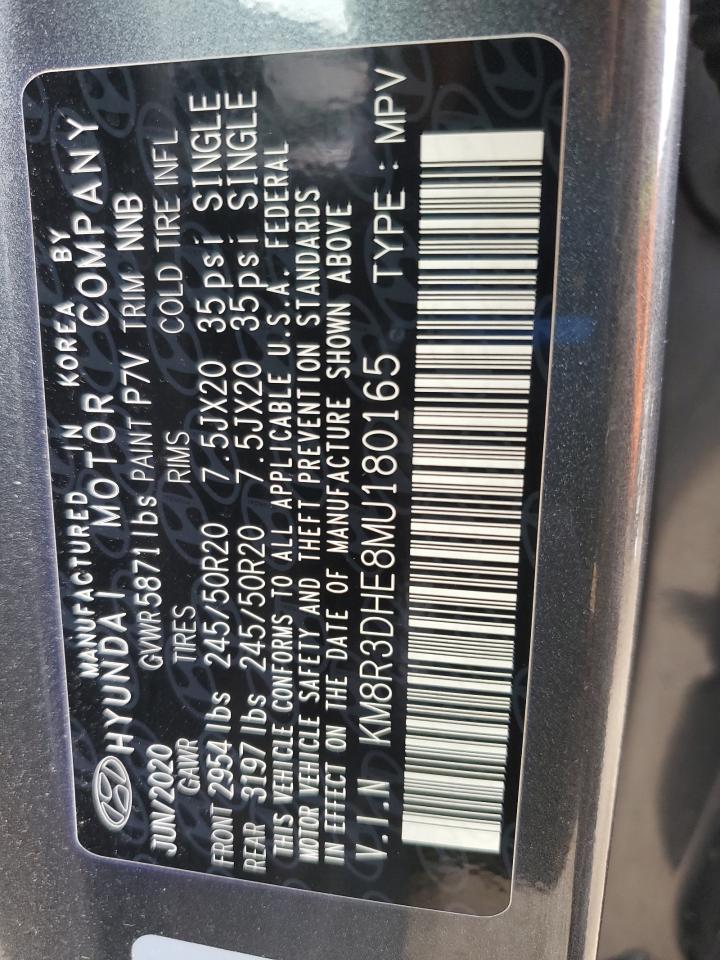 MANUFACTURED IN KOREA BY
HYUNDAI MOTOR COMPANY
JUN/2020 GVWR 5871 lbs PAINT P7V TRIM NNB
GAWR TIRES RIMS COLD TIRE INFL
FRONT 2954 lbs 245/50R20 7.5JX20 35psi SINGLE
REAR 3197 lbs 245/50R20 7.5JX20 35psi SINGLE
THIS VEHICLE CONFORMS TO ALL APPLICABLE U.S.A. FEDERAL
MOTOR VEHICLE SAFETY AND THEFT PREVENTION STANDARDS
IN EFFECT ON THE DATE OF MANUFACTURE SHOWN ABOVE
V.I.N KM8R3DHE8MU180165 TYPE : MPV